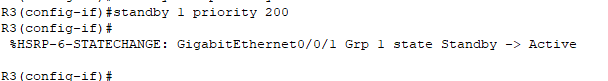 R3(config-if)#standby 1 priority 200
R3(config-if)#
%HSRP-6-STATECHANGE: GigabitEthernet0/0/1 Grp 1 state Standby -> Active
R3(config-if)#